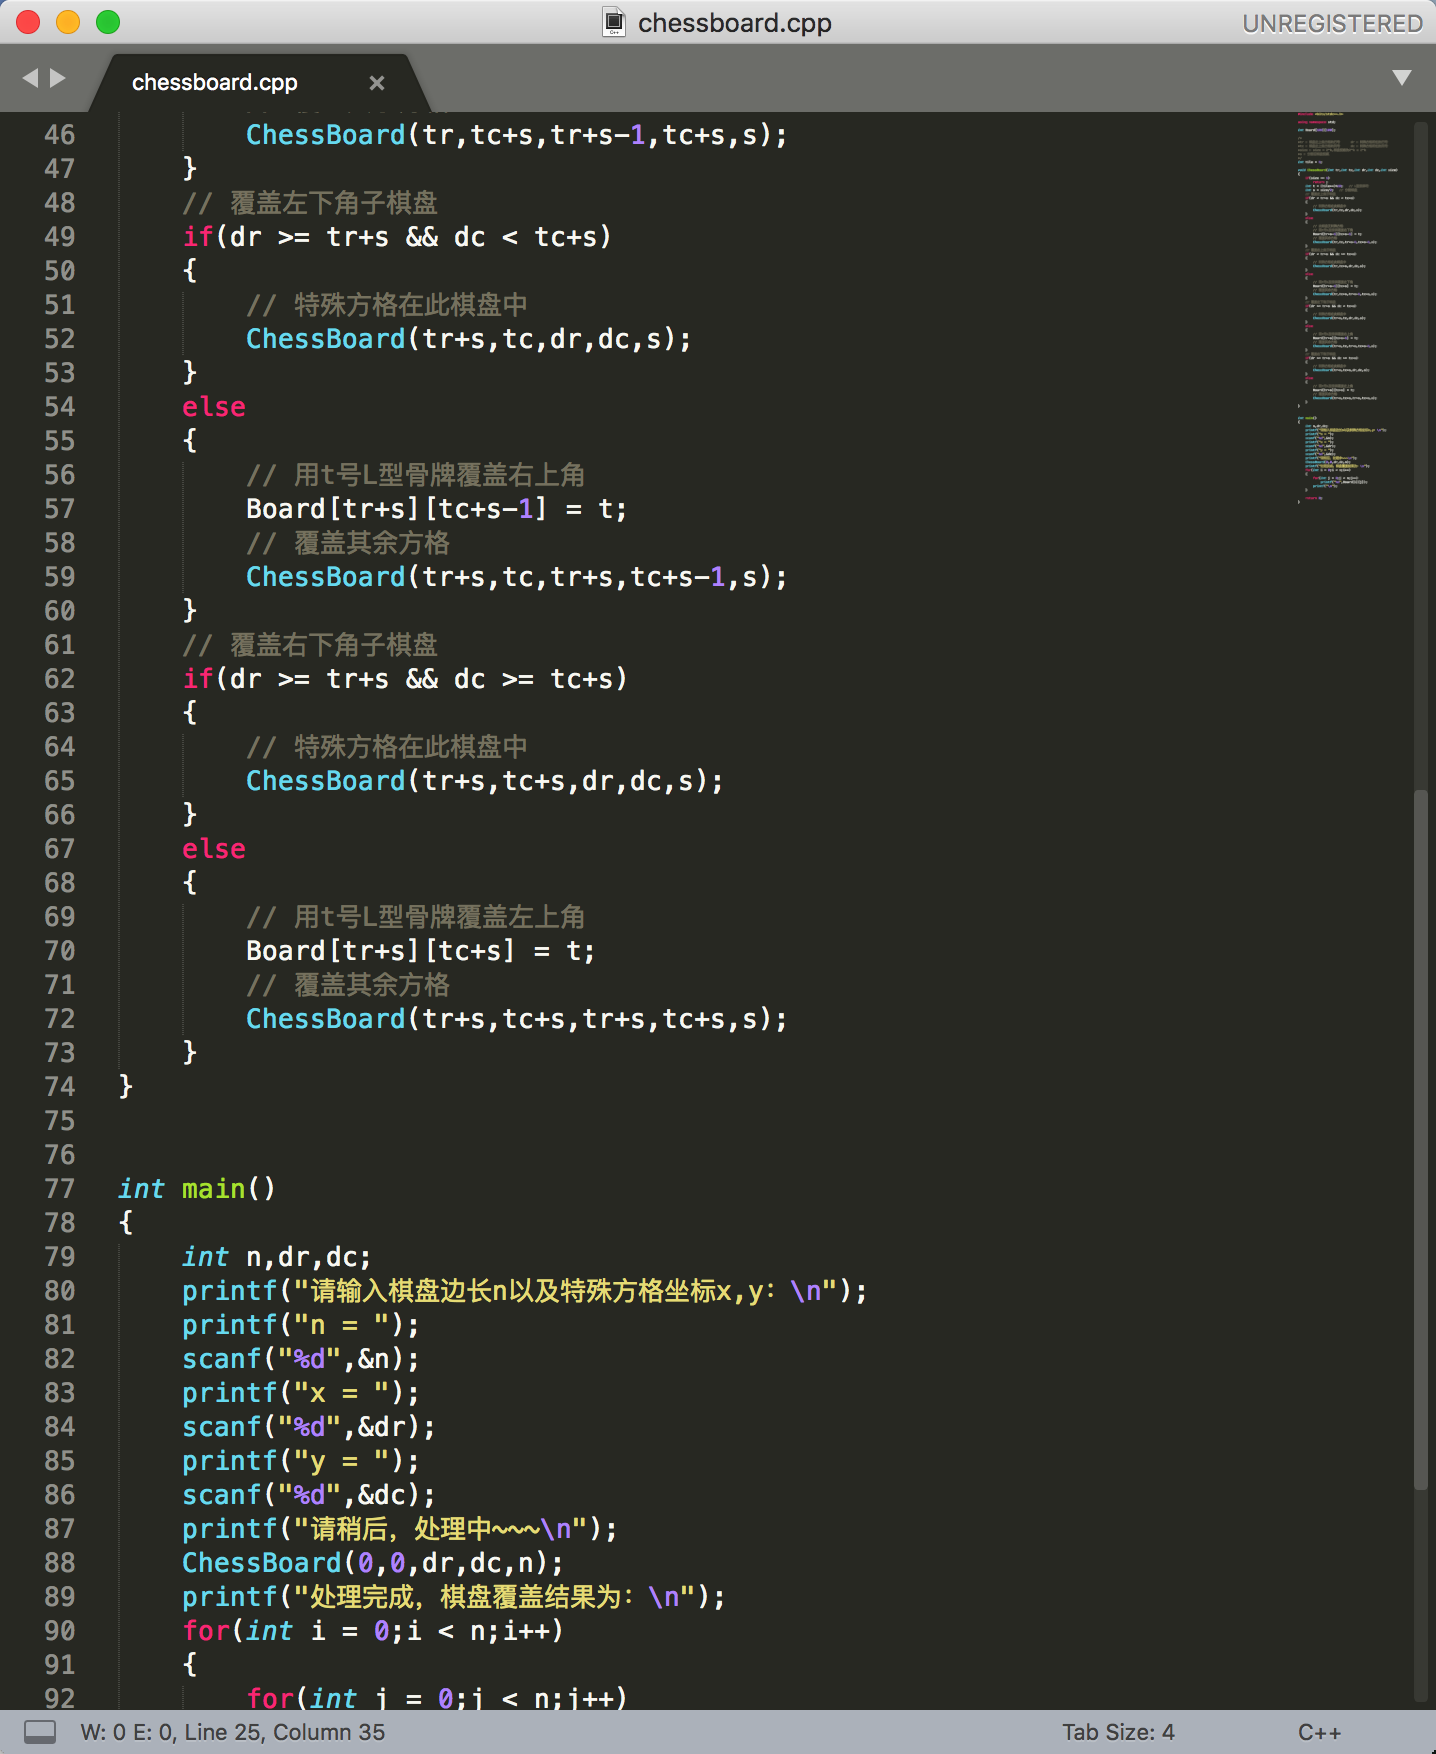 chessboard.cpp
UNREGISTERED
chessboard.cpp
46 ChessBoard(tr,tc+s,tr+s-1,tc+s,s);
47 }
48 // 覆盖左下角子棋盘
49 if(dr >= tr+s && dc < tc+s)
50 {
51 // 特殊方格在此棋盘中
52 ChessBoard(tr+s,tc,dr,dc,s);
53 }
54 else
55 {
56 // 用t号L型骨牌覆盖右上角
57 Board[tr+s][tc+s-1] = t;
58 // 覆盖其余方格
59 ChessBoard(tr+s,tc,tr+s,tc+s-1,s);
60 }
61 // 覆盖右下角子棋盘
62 if(dr >= tr+s && dc >= tc+s)
63 {
64 // 特殊方格在此棋盘中
65 ChessBoard(tr+s,tc+s,dr,dc,s);
66 }
67 else
68 {
69 // 用t号L型骨牌覆盖左上角
70 Board[tr+s][tc+s] = t;
71 // 覆盖其余方格
72 ChessBoard(tr+s,tc+s,tr+s,tc+s,s);
73 }
74 }
75
76
77 int main()
78 {
79 int n,dr,dc;
80 printf("请输入棋盘边长n以及特殊方格坐标x,y：\n");
81 printf("n = ");
82 scanf("%d",&n);
83 printf("x = ");
84 scanf("%d",&dr);
85 printf("y = ");
86 scanf("%d",&dc);
87 printf("请稍后，处理中~~~\n");
88 ChessBoard(0,0,dr,dc,n);
89 printf("处理完成，棋盘覆盖结果为：\n");
90 for(int i = 0;i < n;i++)
91 {
92 for(int j = 0;j < n;j++)
W: 0 E: 0, Line 25, Column 35
Tab Size: 4
C++